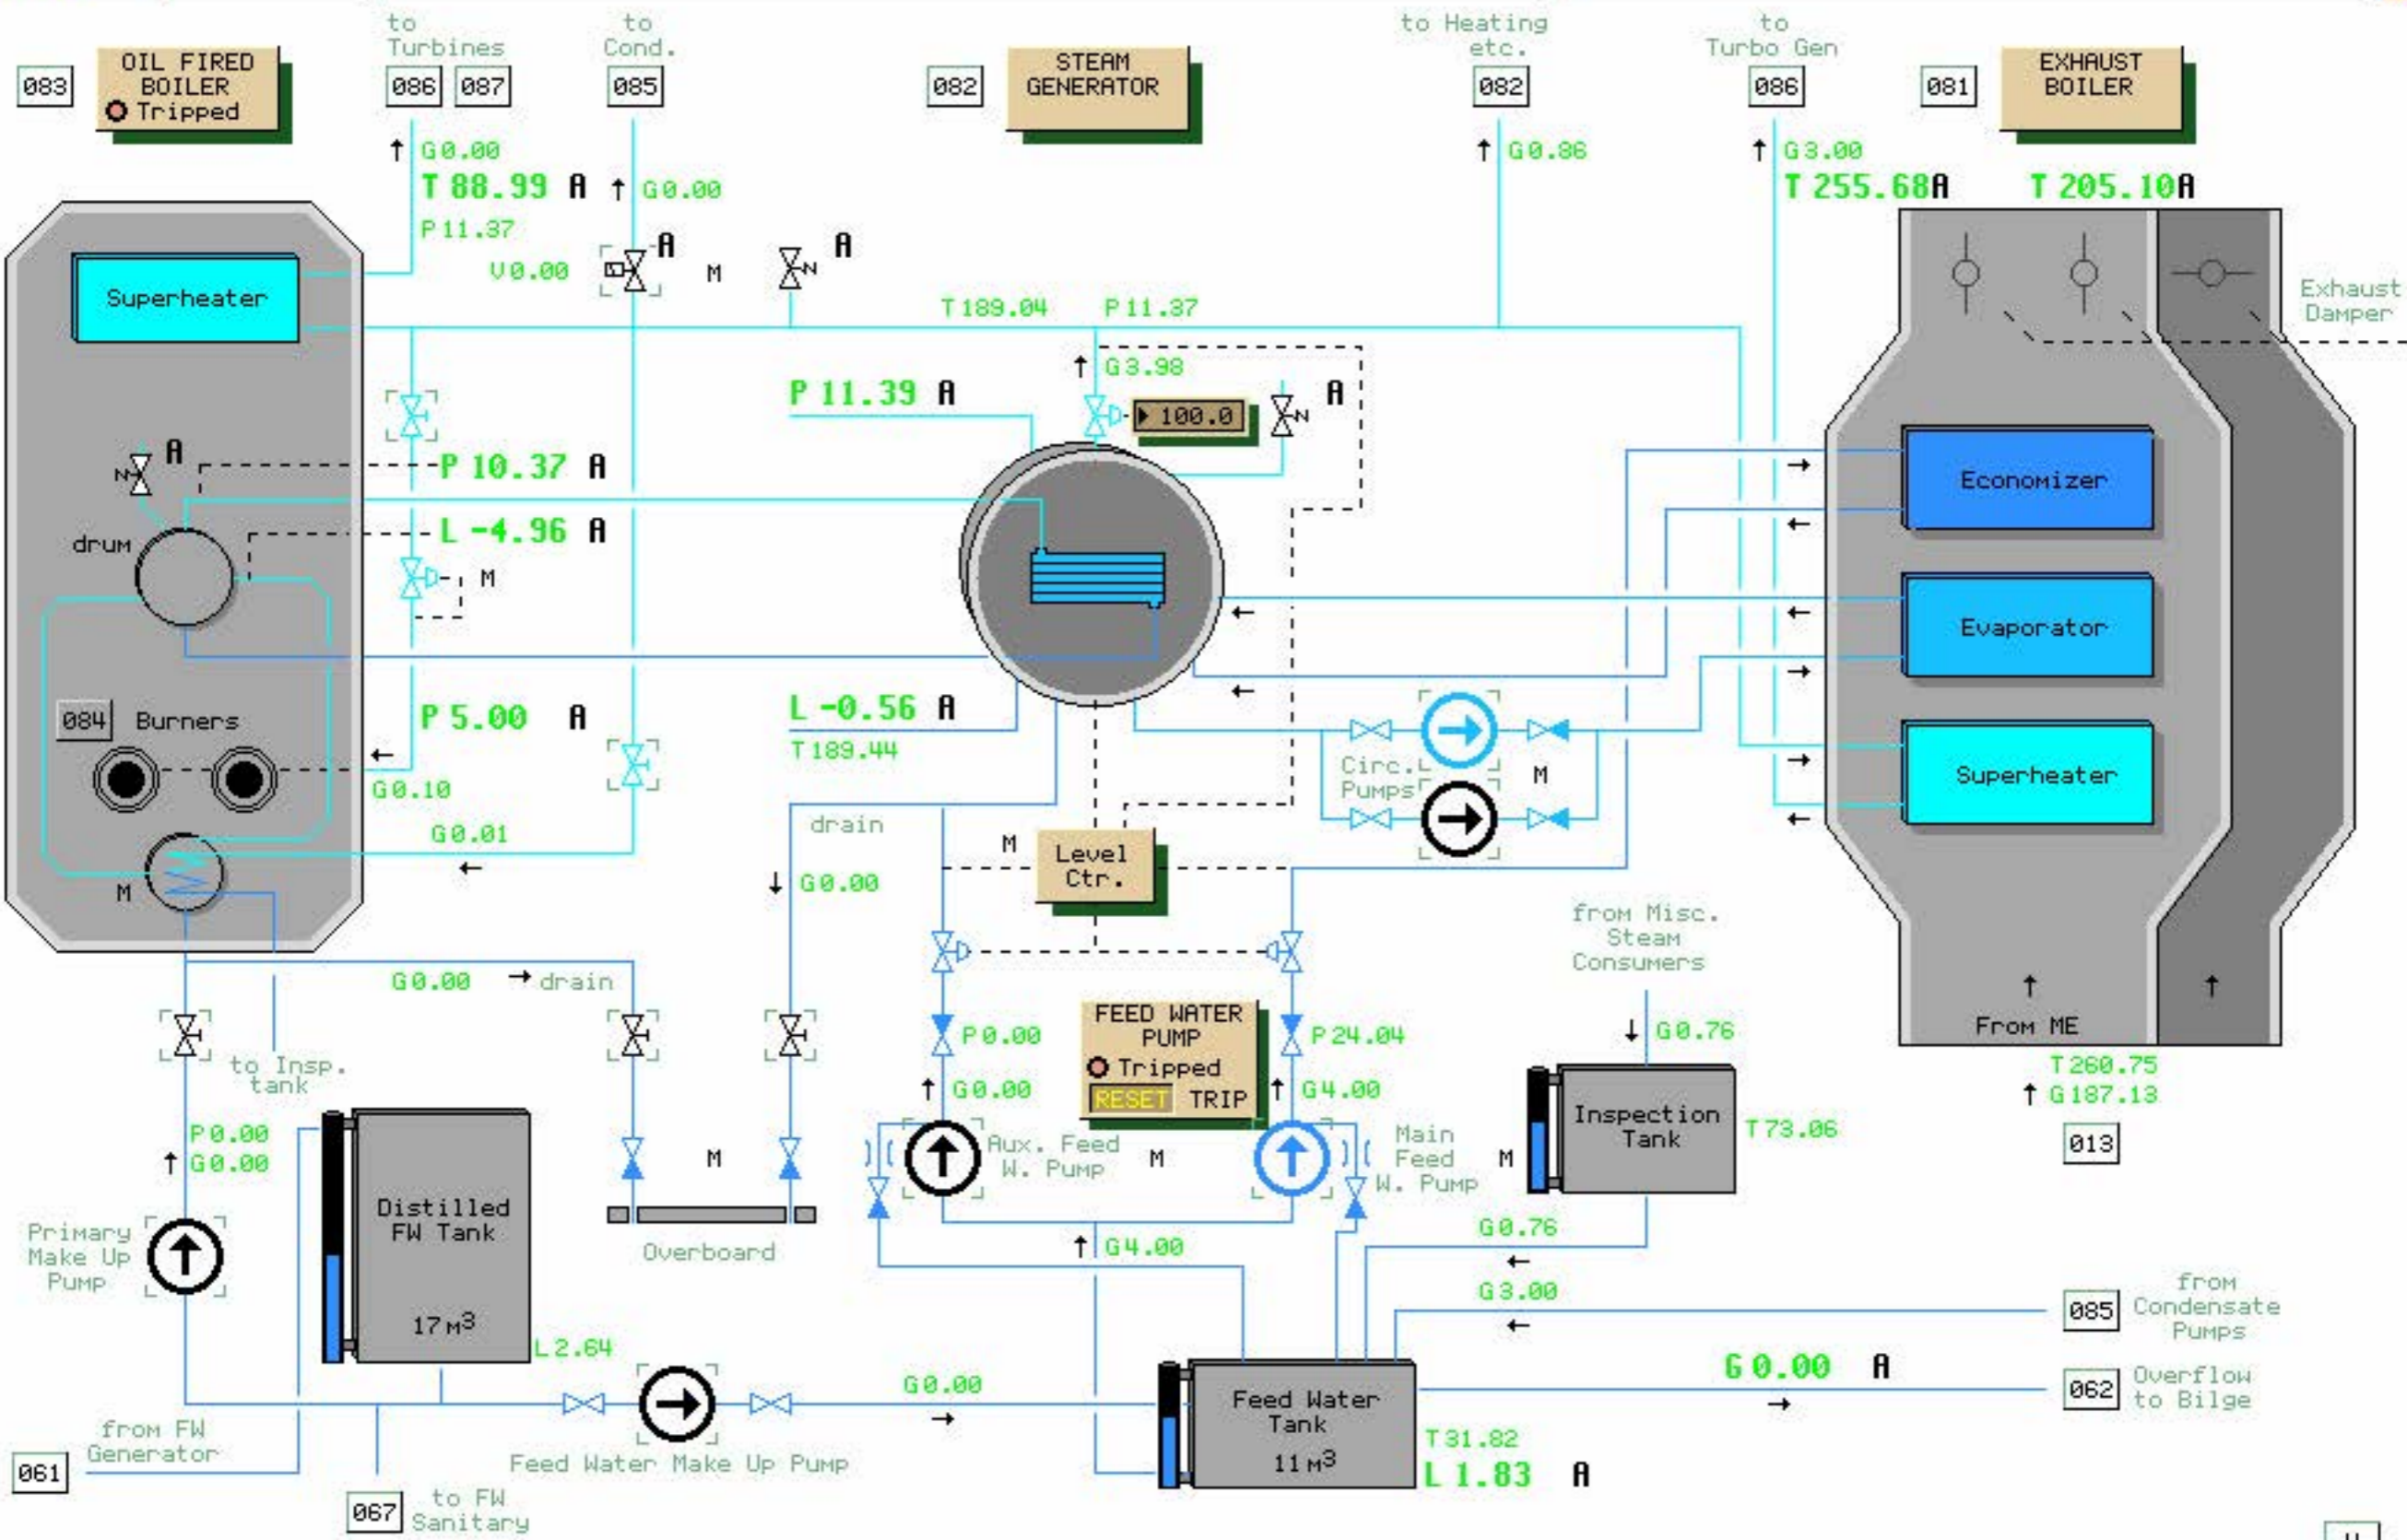 to
Turbines
to
Cond.
to Heating
etc.
to
Turbo Gen
083
OIL FIRED
BOILER
Tripped
086
087
085
082
STEAM
GENERATOR
082
086
081
EXHAUST
BOILER
G0.00
T 88.99 A
P11.37
G0.00
G0.86
G3.00
T 255.68A
T 205.10A
V0.00
A
M
A
N
Exhaust
Damper
Superheater
T189.04
P11.37
G3.98
P 11.39 A
100.0
N
A
A
N
P 10.37 A
Economizer
L -4.96 A
drum
M
Evaporator
084
Burners
P 5.00 A
L -0.56 A
T189.44
Circ.
Pumps
M
Superheater
G0.10
G0.01
drain
M
Level
Ctr.
G0.00
M
from Misc.
Steam
Consumers
G0.00
drain
to Insp.
tank
P0.00
FEED WATER
PUMP
Tripped
RESET TRIP
P24.04
G0.00
G4.00
G0.76
From ME
T260.75
G187.13
013
P0.00
G0.00
M
Aux. Feed
W. Pump
M
Main
Feed
W. Pump
M
Inspection
Tank
T73.06
Primary
Make Up
Pump
Distilled
FW Tank
17 m3
L2.64
Overboard
G4.00
G0.76
G3.00
085
from
Condensate
Pumps
G0.00
G 0.00 A
062
Overflow
to Bilge
Feed Water
Tank
11 m3
T31.82
L 1.83 A
from FW
Generator
061
Feed Water Make Up Pump
067
to FW
Sanitary